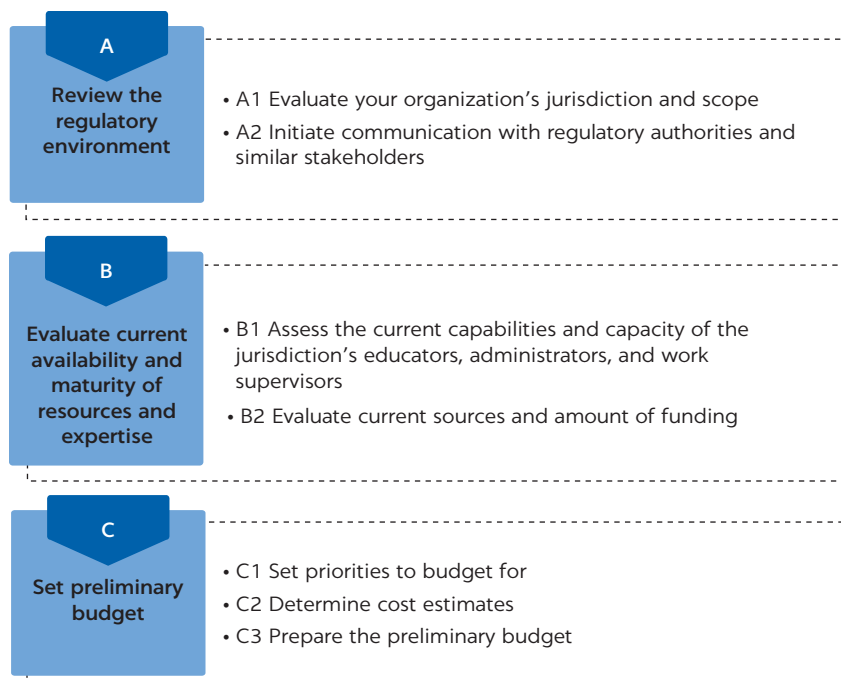 A
Review the
regulatory
environment
• A1 Evaluate your organization's jurisdiction and scope
• A2 Initiate communication with regulatory authorities and
similar stakeholders
B
Evaluate current
availability and
maturity of
resources and
expertise
• B1 Assess the current capabilities and capacity of the
jurisdiction's educators, administrators, and work
supervisors
• B2 Evaluate current sources and amount of funding
C
Set preliminary
budget
• C1 Set priorities to budget for
• C2 Determine cost estimates
• C3 Prepare the preliminary budget